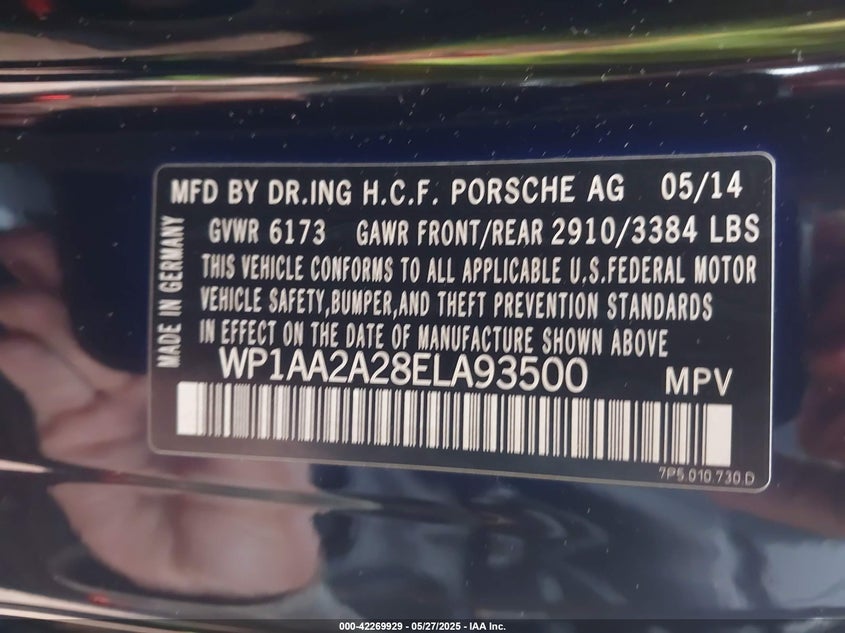 MFD BY DR.ING H.C.F. PORSCHE AG 05/14
GVWR 6173 GAWR FRONT/REAR 2910/3384 LBS
THIS VEHICLE CONFORMS TO ALL APPLICABLE U.S.FEDERAL MOTOR
VEHICLE SAFETY,BUMPER,AND THEFT PREVENTION STANDARDS
IN EFFECT ON THE DATE OF MANUFACTURE SHOWN ABOVE
MADE IN GERMANY
WP1AA2A28ELA93500 MPV
7P5.010.730.D
000-42269929 - 05/27/2025 - IAA Inc.